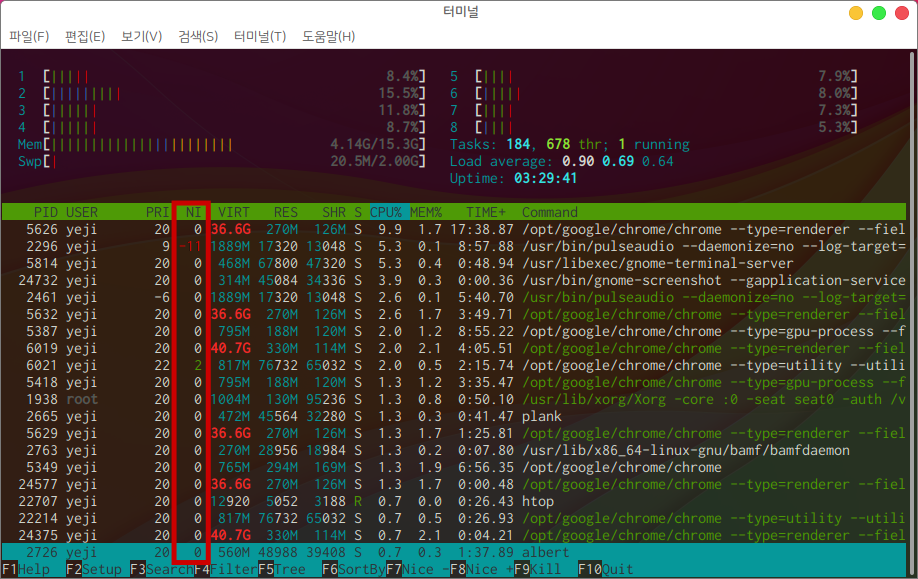 터미널
파일(F) 편집(E) 보기(V) 검색(S) 터미널(T) 도움말(H)
1 [||||| 8.4%] 5 [|||| 7.9%]
2 [||||||||| 15.5%] 6 [||||| 8.0%]
3 [|||||| 11.8%] 7 [|||| 7.3%]
4 [|||||| 8.7%] 8 [|||| 5.3%]
Mem[||||||||||||||||||||||| 4.14G/15.3G] Tasks: 184, 678 thr; 1 running
Swp[| 20.5M/2.00G] Load average: 0.90 0.69 0.64
Uptime: 03:29:41
PID USER PRI NI VIRT RES SHR S CPU% MEM% TIME+ Command
5626 yeji 20 0 36.6G 270M 126M S 9.9 1.7 17:38.87 /opt/google/chrome/chrome --type=renderer --fiel
2296 yeji 9 -11 1889M 17320 13048 S 5.3 0.1 8:57.88 /usr/bin/pulseaudio --daemonize=no --log-target=
5814 yeji 20 0 468M 67800 47320 S 5.3 0.4 0:48.94 /usr/libexec/gnome-terminal-server
24732 yeji 20 0 314M 45084 34336 S 3.9 0.3 0:00.36 /usr/bin/gnome-screenshot --gapplication-service
2461 yeji -6 0 1889M 17320 13048 S 2.6 0.1 5:40.70 /usr/bin/pulseaudio --daemonize=no --log-target=
5632 yeji 20 0 36.6G 270M 126M S 2.6 1.7 3:49.71 /opt/google/chrome/chrome --type=renderer --fiel
5387 yeji 20 0 795M 188M 120M S 2.0 1.2 8:55.22 /opt/google/chrome/chrome --type=gpu-process --f
6019 yeji 20 0 40.7G 330M 114M S 2.0 2.1 4:05.51 /opt/google/chrome/chrome --type=renderer --fiel
6021 yeji 22 2 817M 76732 65032 S 2.0 0.5 2:15.74 /opt/google/chrome/chrome --type=utility --utili
5418 yeji 20 0 795M 188M 120M S 1.3 1.2 3:35.47 /opt/google/chrome/chrome --type=gpu-process --f
1938 root 20 0 1004M 130M 95236 S 1.3 0.8 0:50.10 /usr/lib/xorg/Xorg -core :0 -seat seat0 -auth /v
2665 yeji 20 0 472M 45564 32280 S 1.3 0.3 0:41.47 plank
5629 yeji 20 0 36.6G 270M 126M S 1.3 1.7 1:25.81 /opt/google/chrome/chrome --type=renderer --fiel
2763 yeji 20 0 270M 28956 18984 S 1.3 0.2 0:07.80 /usr/lib/x86_64-linux-gnu/bamf/bamfdaemon
5349 yeji 20 0 765M 294M 169M S 1.3 1.9 6:56.35 /opt/google/chrome/chrome
24577 yeji 20 0 36.6G 270M 126M S 0.7 1.7 0:00.48 /opt/google/chrome/chrome --type=renderer --fiel
22707 yeji 20 0 12920 5052 3188 R 0.7 0.0 0:26.43 htop
22214 yeji 20 0 817M 76732 65032 S 0.7 0.5 0:26.93 /opt/google/chrome/chrome --type=utility --utili
24375 yeji 20 0 40.7G 330M 114M S 0.7 2.1 0:04.21 /opt/google/chrome/chrome --type=renderer --fiel
2726 yeji 20 0 560M 48988 39408 S 0.7 0.3 1:37.89 albert
F1Help F2Setup F3SearchF4FilterF5Tree F6SortByF7Nice -F8Nice +F9Kill F10Quit